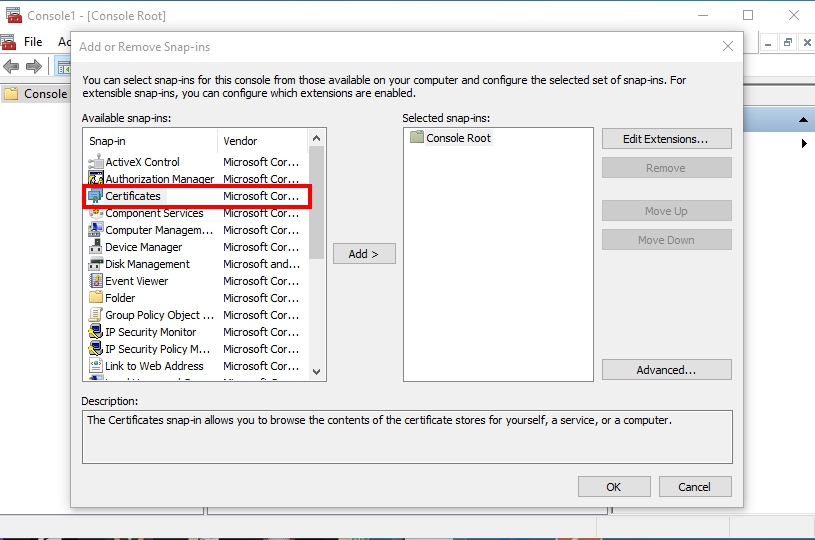 Console1 - [Console Root]
File
Console
Add or Remove Snap-ins
You can select snap-ins for this console from those available on your computer and configure the selected set of snap-ins. For
extensible snap-ins, you can configure which extensions are enabled.
Available snap-ins:
Snap-in Vendor
ActiveX Control Microsoft Cor...
Authorization Manager Microsoft Cor...
Certificates Microsoft Cor...
Component Services Microsoft Cor...
Computer Managem... Microsoft Cor...
Device Manager Microsoft Cor...
Disk Management Microsoft and...
Event Viewer Microsoft Cor...
Folder Microsoft Cor...
Group Policy Object ... Microsoft Cor...
IP Security Monitor Microsoft Cor...
IP Security Policy M... Microsoft Cor...
Link to Web Address Microsoft Cor...
Add >
Selected snap-ins:
Console Root
Edit Extensions...
Remove
Move Up
Move Down
Advanced...
Description:
The Certificates snap-in allows you to browse the contents of the certificate stores for yourself, a service, or a computer.
OK
Cancel